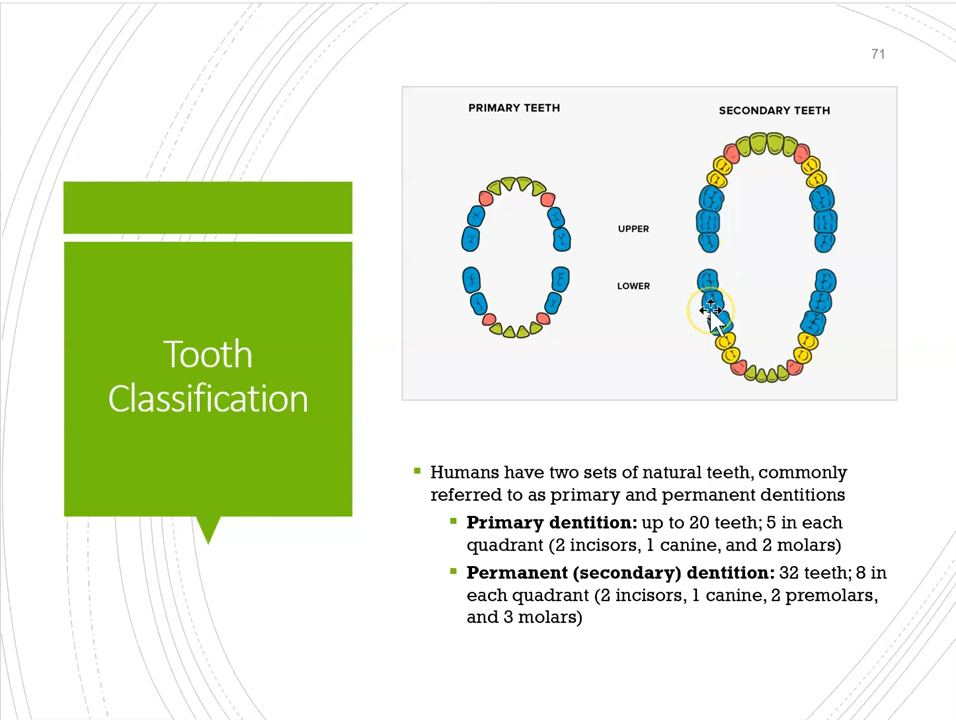 71
PRIMARY TEETH
SECONDARY TEETH
UPPER
LOWER
Tooth
Classification
Humans have two sets of natural teeth, commonly
referred to as primary and permanent dentitions
Primary dentition: up to 20 teeth; 5 in each
quadrant (2 incisors, 1 canine, and 2 molars)
Permanent (secondary) dentition: 32 teeth; 8 in
each quadrant (2 incisors, 1 canine, 2 premolars,
and 3 molars)